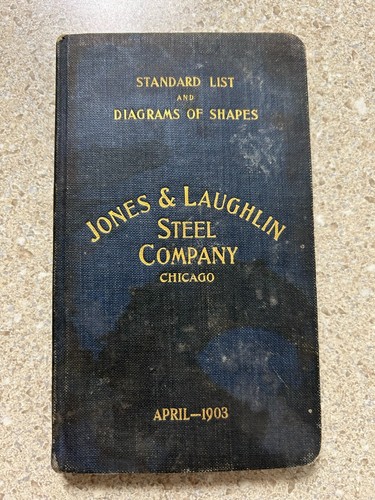 STANDARD LIST
AND
DIAGRAMS OF SHAPES
JONES & LAUGHLIN
STEEL
COMPANY
CHICAGO
APRIL—1903